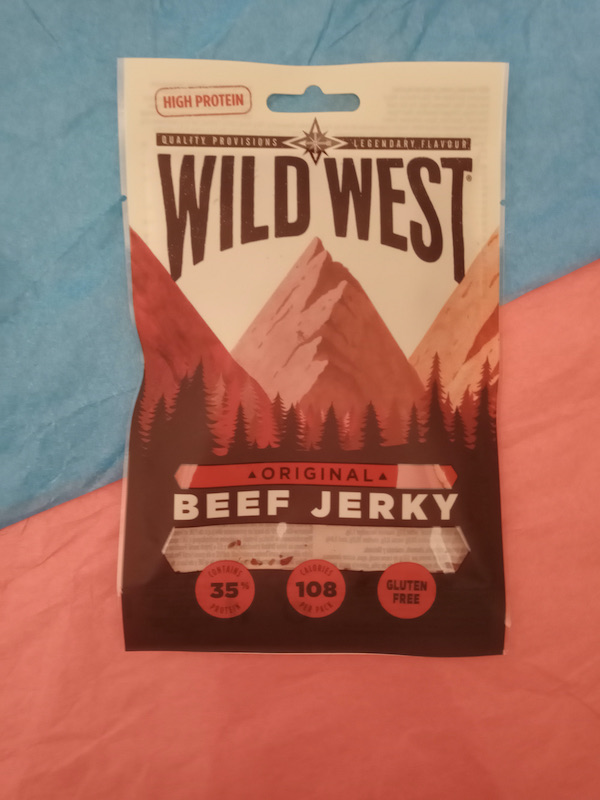 HIGH PROTEIN
QUALITY PROVISIONS LEGENDARY FLAVOUR
WILD WEST
ORIGINAL
BEEF JERKY
CONTAINS
35%
PROTEIN
CALORIES
108
PER PACK
GLUTEN
FREE